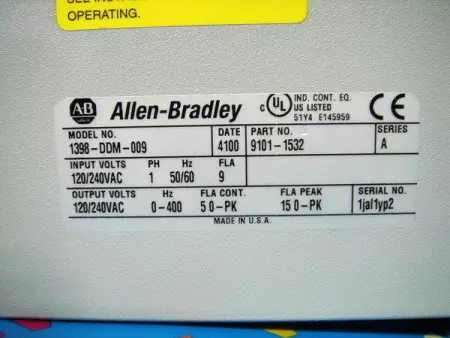 OPERATING.
AB Allen-Bradley c UL US LISTED IND. CONT. EQ. 51Y4 E145959 CE
MODEL NO. DATE PART NO. SERIES
1398-DDM-009 4100 9101-1532 A
INPUT VOLTS PH Hz FLA
120/240VAC 1 50/60 9
OUTPUT VOLTS Hz FLA CONT. FLA PEAK SERIAL NO.
120/240VAC 0-400 5 0-PK 15 0-PK 1jal1yp2
MADE IN U.S.A.